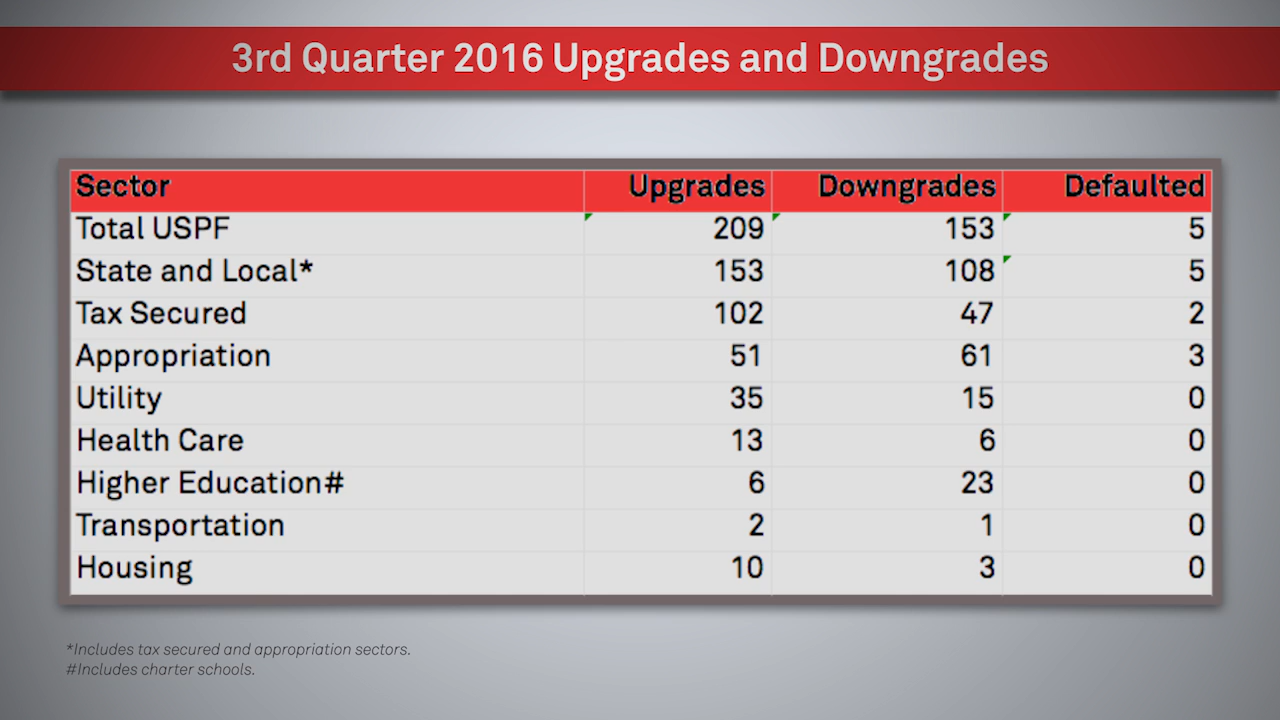 3rd Quarter 2016 Upgrades and Downgrades
Sector Upgrades Downgrades Defaulted
Total USPF 209 153 5
State and Local* 153 108 5
Tax Secured 102 47 2
Appropriation 51 61 3
Utility 35 15 0
Health Care 13 6 0
Higher Education# 6 23 0
Transportation 2 1 0
Housing 10 3 0
*Includes tax secured and appropriation sectors.
#Includes charter schools.